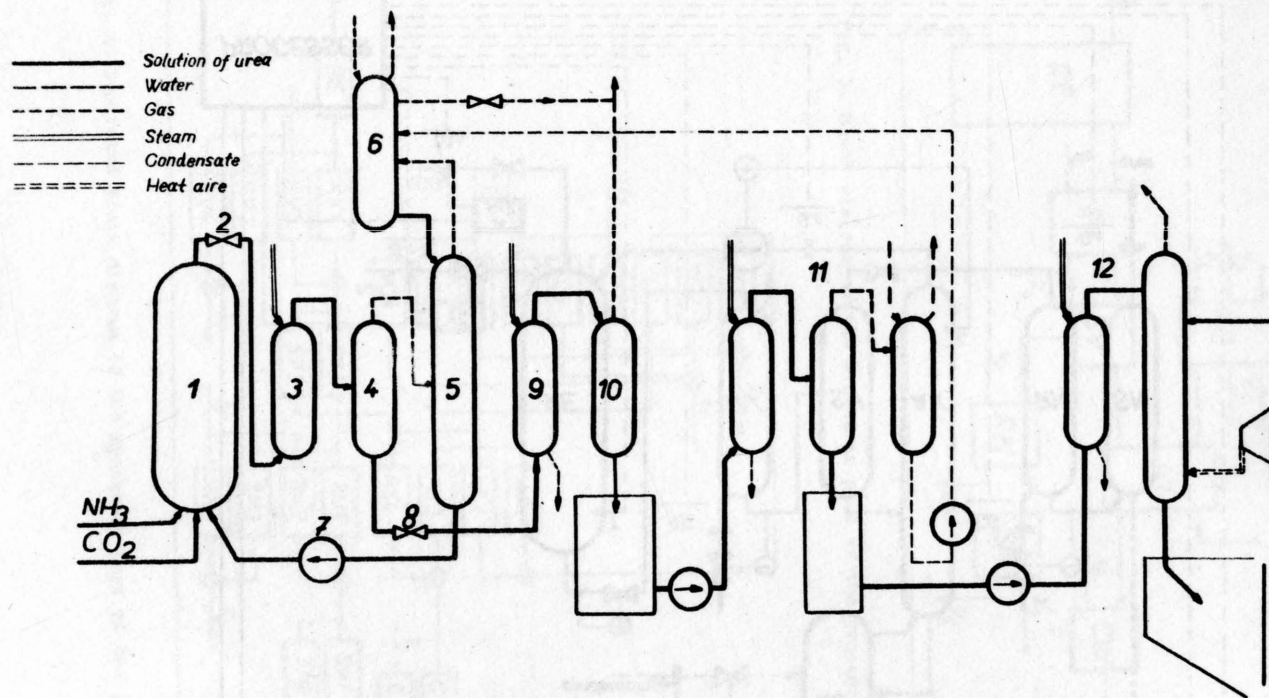 Solution of urea
Water
Gas
Steam
Condensate
Heat aire
1
2
3
4
5
6
7
8
9
10
11
12
NH3
CO2